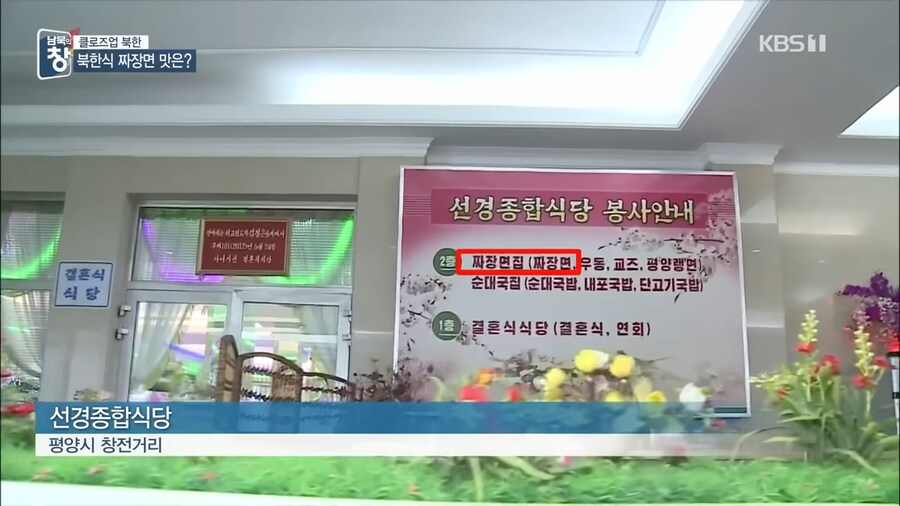 남북의 창
클로즈업 북한
북한식 짜장면 맛은?
KBS1
선경종합식당 봉사안내
2층 짜장면집 (짜장면, 우동, 교즈, 평양랭면)
순대국집 (순대국밥, 내포국밥, 단고기국밥)
1층 결혼식식당 (결혼식, 연회)
결혼식
식당
선경종합식당
평양시 창전거리